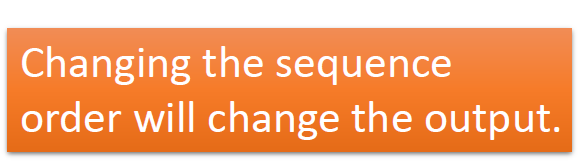 Changing the sequence
order will change the output.